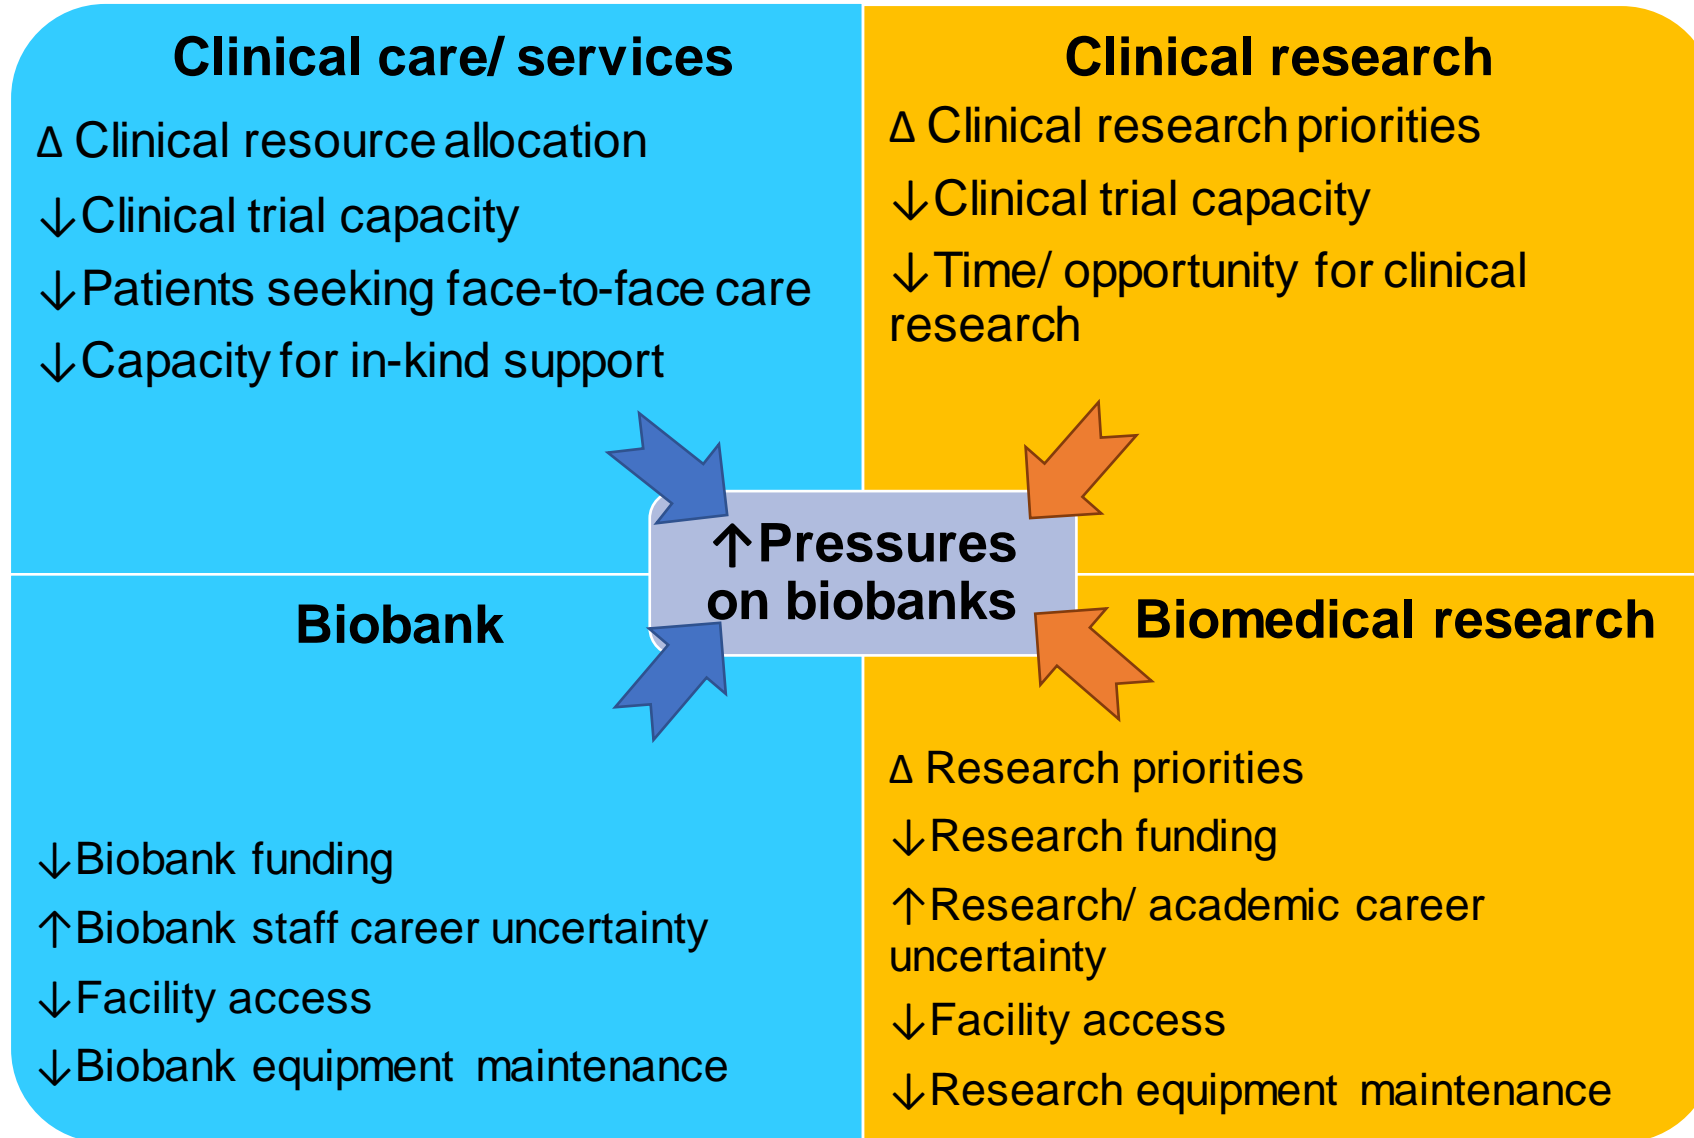 Clinical care/ services
Δ Clinical resource allocation
↓Clinical trial capacity
↓Patients seeking face-to-face care
↓Capacity for in-kind support
Clinical research
Δ Clinical research priorities
↓Clinical trial capacity
↓Time/ opportunity for clinical
research
↑Pressures
on biobanks
Biobank
↓Biobank funding
↑Biobank staff career uncertainty
↓Facility access
↓Biobank equipment maintenance
Biomedical research
Δ Research priorities
↓Research funding
↑Research/ academic career
uncertainty
↓Facility access
↓Research equipment maintenance